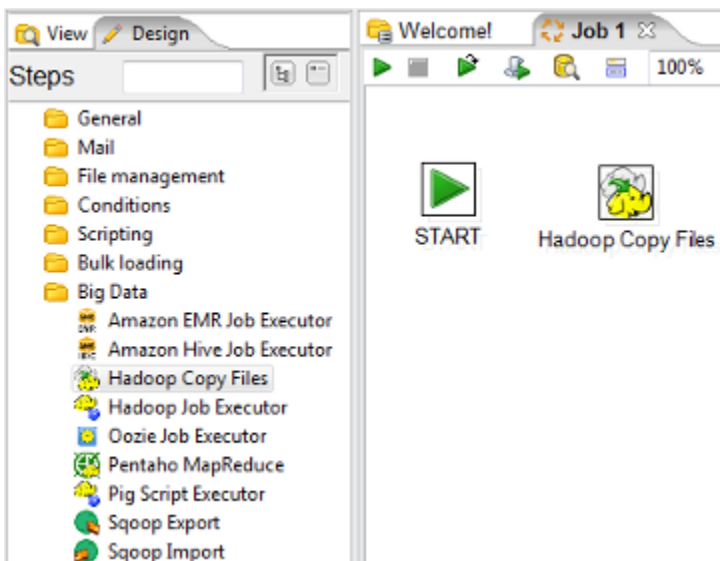 View Design
Steps
General
Mail
File management
Conditions
Scripting
Bulk loading
Big Data
Amazon EMR Job Executor
Amazon Hive Job Executor
Hadoop Copy Files
Hadoop Job Executor
Oozie Job Executor
Pentaho MapReduce
Pig Script Executor
Sqoop Export
Sqoop Import
Welcome! Job 1
100%
START
Hadoop Copy Files